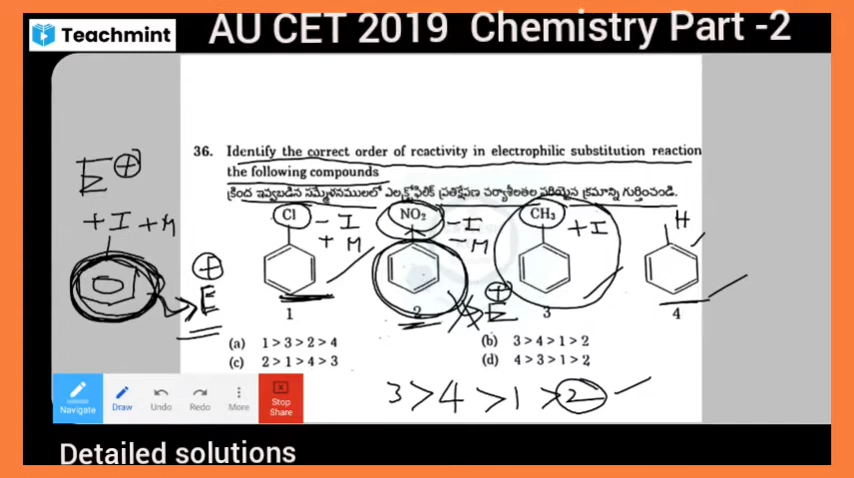 AU CET 2019 Chemistry Part -2
Teachmint
36. Identify the correct order of reactivity in electrophilic substitution reaction
the following compounds
క్రింద ఇవ్వబడిన సమ్మేళనములలో ఎలక్ట్రోఫిలిక్ ప్రతిక్షేపణ చర్యాశీలతల సరియైన క్రమాన్ని గుర్తించండి.
E⊕
+I +M
⊕
E
Cl -I
+M
NO₂ -I
-M
CH₃ +I
H
⊕
E
1 2 3 4
(a) 1 > 3 > 2 > 4 (b) 3 > 4 > 1 > 2
(c) 2 > 1 > 4 > 3 (d) 4 > 3 > 1 > 2
3 > 4 > 1 > 2
Navigate Draw Undo Redo More Stop
Share
Detailed solutions